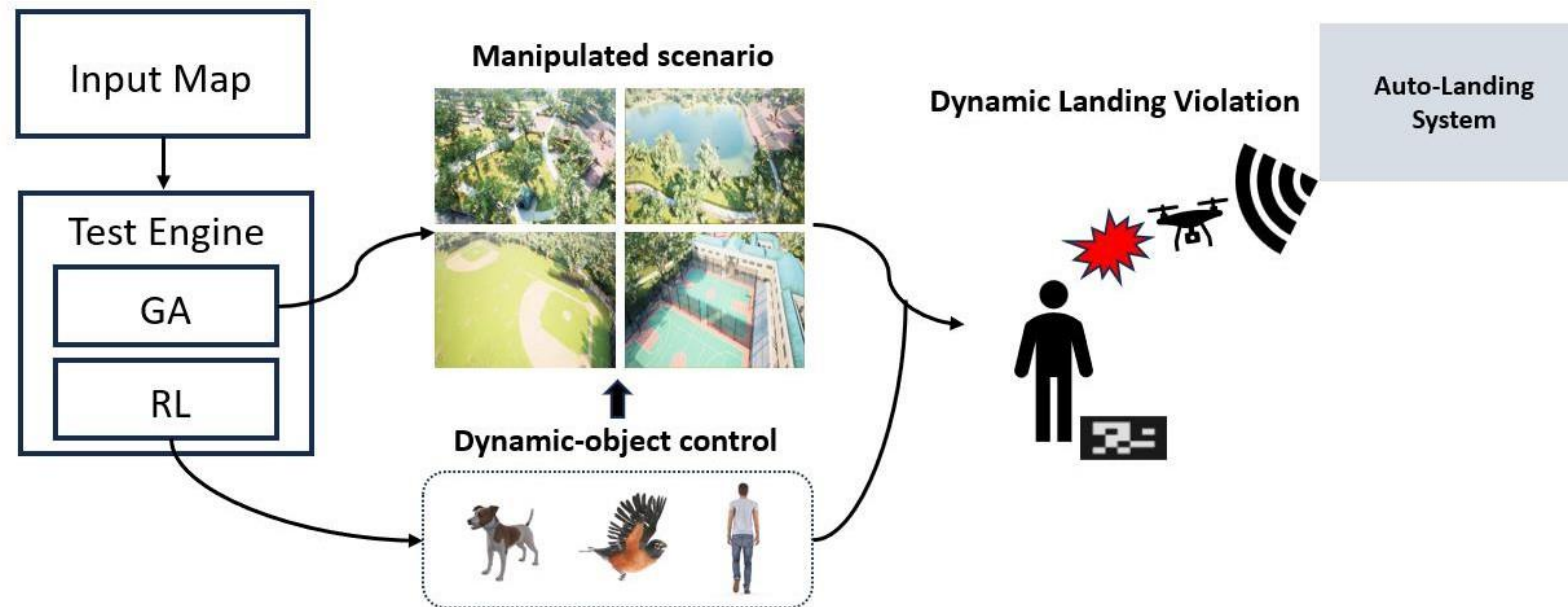 Input Map
Test Engine
GA
RL
Manipulated scenario
Dynamic-object control
Dynamic Landing Violation
Auto-Landing
System